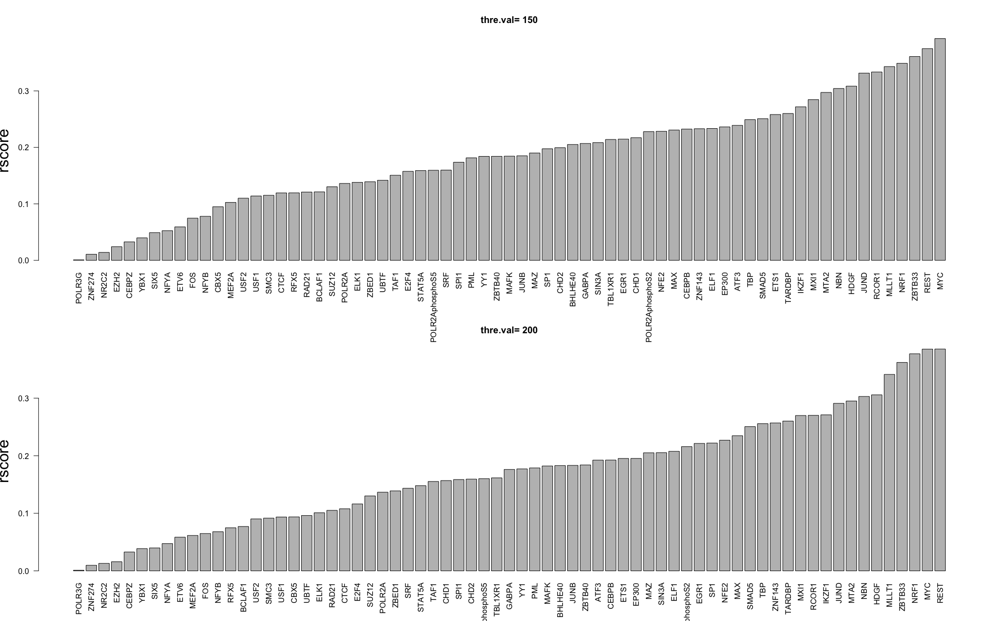 thre.val= 150
rscore
0.3
0.2
0.1
0.0
POLR3G
ZNF274
NR2C2
EZH2
CEBPZ
YBX1
SIX5
NFYA
ETV6
FOS
NFYB
CBX5
MEF2A
USF2
USF1
SMC3
CTCF
RFX5
RAD21
BCLAF1
SUZ12
POLR2A
ELK1
ZBED1
UBTF
TAF1
E2F4
STAT5A
POLR2AphosphoS5
SRF
SPI1
PML
YY1
ZBTB40
MAFK
JUNB
MAZ
SP1
CHD2
BHLHE40
GABPA
SIN3A
TBL1XR1
EGR1
CHD1
POLR2AphosphoS2
NFE2
MAX
CEBPB
ZNF143
ELF1
EP300
ATF3
TBP
SMAD5
ETS1
TARDBP
IKZF1
MXI1
MTA2
NBN
HDGF
JUND
RCOR1
MLLT1
NRF1
ZBTB33
REST
MYC
thre.val= 200
rscore
0.3
0.2
0.1
0.0
POLR3G
ZNF274
NR2C2
EZH2
CEBPZ
YBX1
SIX5
NFYA
ETV6
MEF2A
FOS
NFYB
RFX5
BCLAF1
USF2
SMC3
USF1
CBX5
UBTF
ELK1
RAD21
CTCF
E2F4
SUZ12
POLR2A
ZBED1
SRF
STAT5A
TAF1
CHD1
SPI1
CHD2
phosphoS5
TBL1XR1
GABPA
YY1
PML
MAFK
BHLHE40
JUNB
ZBTB40
ATF3
CEBPB
ETS1
EP300
MAZ
SIN3A
ELF1
phosphoS2
EGR1
SP1
NFE2
MAX
SMAD5
TBP
ZNF143
TARDBP
MXI1
RCOR1
IKZF1
JUND
MTA2
NBN
HDGF
MLLT1
ZBTB33
NRF1
MYC
REST